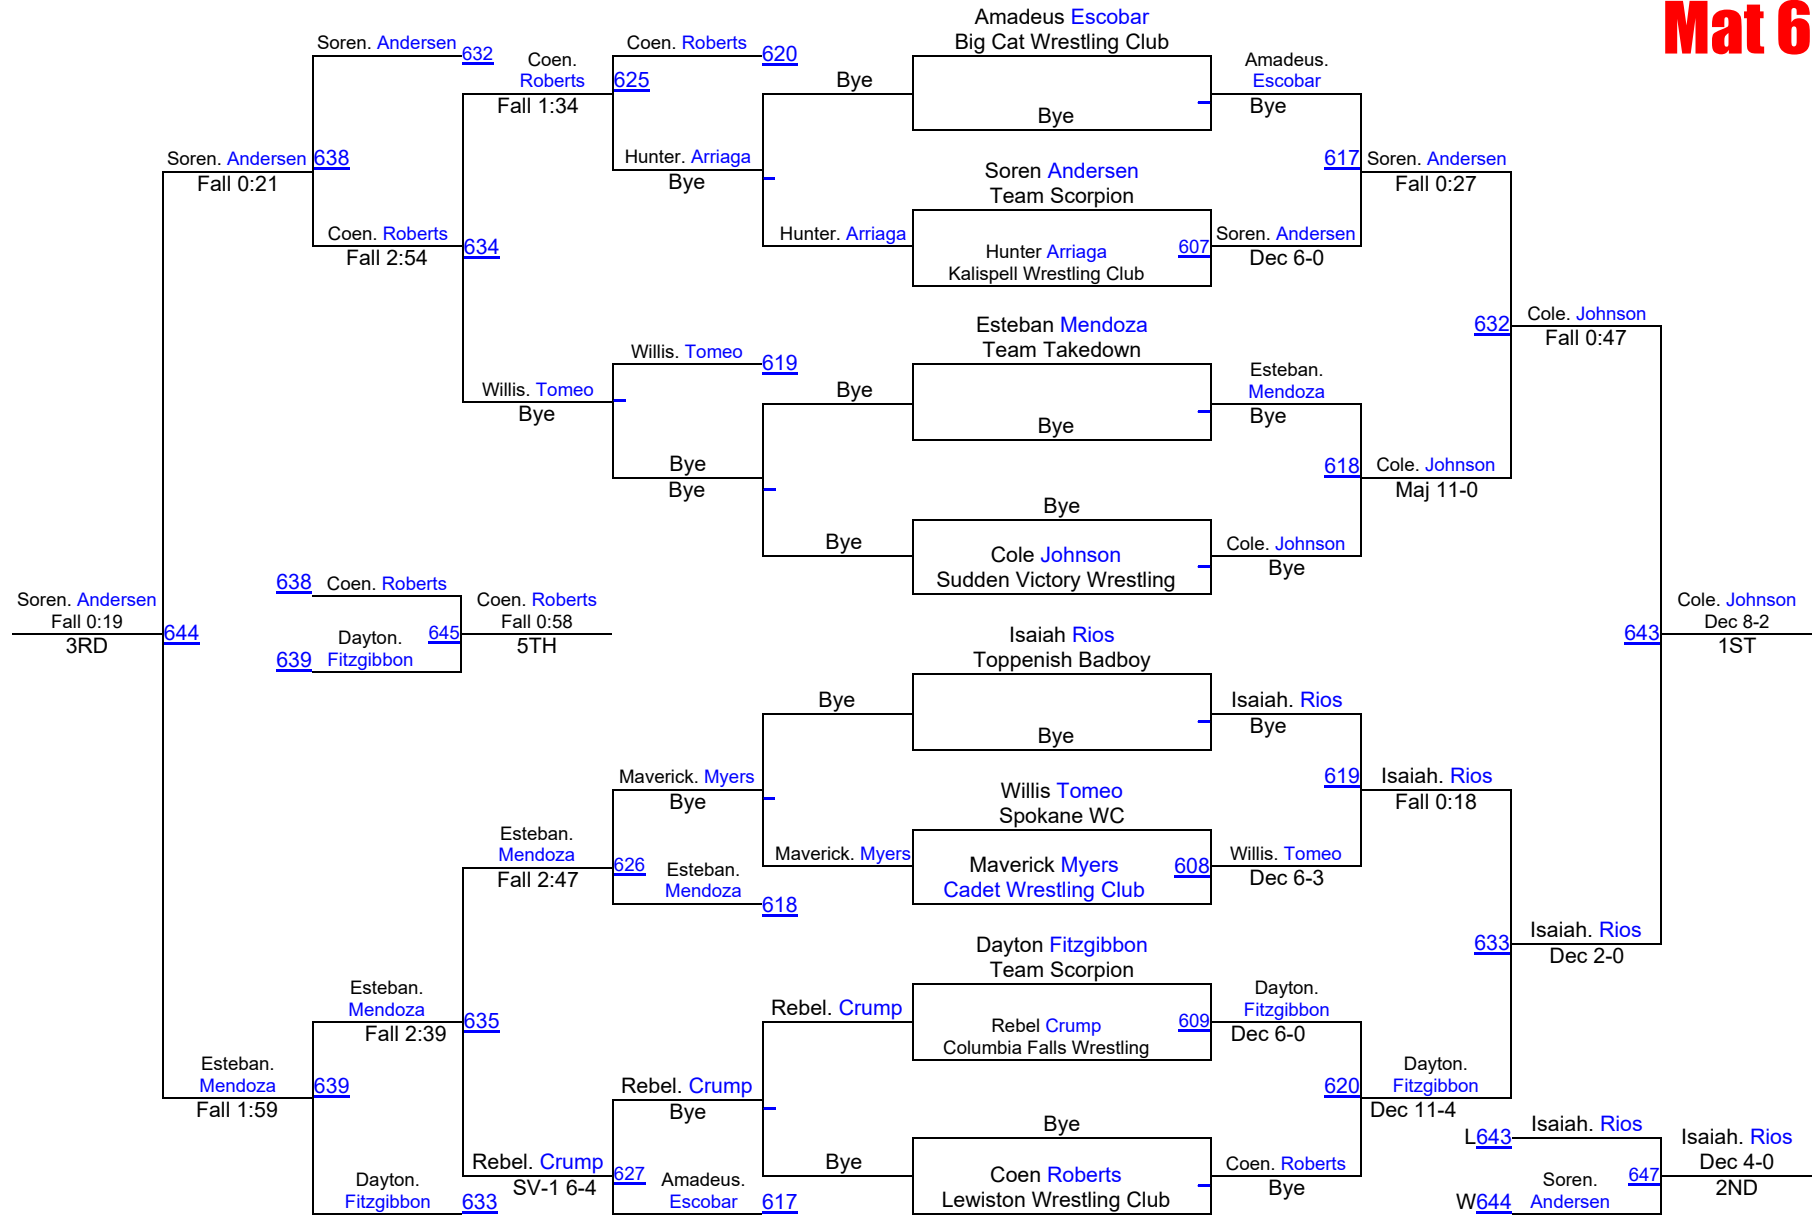 Mat 6
Amadeus Escobar
Big Cat Wrestling Club
Bye
Soren Andersen
Team Scorpion
Hunter Arriaga
Kalispell Wrestling Club
607
Esteban Mendoza
Team Takedown
Bye
Bye
Cole Johnson
Sudden Victory Wrestling
Isaiah Rios
Toppenish Badboy
Bye
Willis Tomeo
Spokane WC
Maverick Myers
Cadet Wrestling Club
608
Dayton Fitzgibbon
Team Scorpion
Rebel Crump
Columbia Falls Wrestling
609
Bye
Coen Roberts
Lewiston Wrestling Club
Amadeus.
Escobar
Bye
Soren. Andersen
Dec 6-0
Esteban.
Mendoza
Bye
Cole. Johnson
Bye
Isaiah. Rios
Bye
Willis. Tomeo
Dec 6-3
Dayton.
Fitzgibbon
Dec 6-0
Coen. Roberts
Bye
617
Soren. Andersen
Fall 0:27
618
Cole. Johnson
Maj 11-0
619
Isaiah. Rios
Fall 0:18
620
Dayton.
Fitzgibbon
Dec 11-4
632
Cole. Johnson
Fall 0:47
633
Isaiah. Rios
Dec 2-0
643
Cole. Johnson
Dec 8-2
1ST
L643
Isaiah. Rios
W644
Soren.
Andersen
647
Isaiah. Rios
Dec 4-0
2ND
Bye
Hunter. Arriaga
Bye
Bye
Bye
Maverick. Myers
Rebel. Crump
Bye
Coen. Roberts
620
Hunter. Arriaga
Bye
Willis. Tomeo
619
Bye
Bye
Maverick. Myers
Bye
Esteban.
Mendoza
618
Rebel. Crump
Bye
Amadeus.
Escobar
617
Coen.
Roberts
Fall 1:34
625
Willis. Tomeo
Bye
Esteban.
Mendoza
Fall 2:47
626
Rebel. Crump
SV-1 6-4
627
Soren. Andersen
632
Coen. Roberts
Fall 2:54
634
Esteban.
Mendoza
Fall 2:39
635
Dayton.
Fitzgibbon
633
Soren. Andersen
Fall 0:21
638
Esteban.
Mendoza
Fall 1:59
639
Soren. Andersen
Fall 0:19
3RD
644
638
Coen. Roberts
639
Dayton.
Fitzgibbon
645
Coen. Roberts
Fall 0:58
5TH